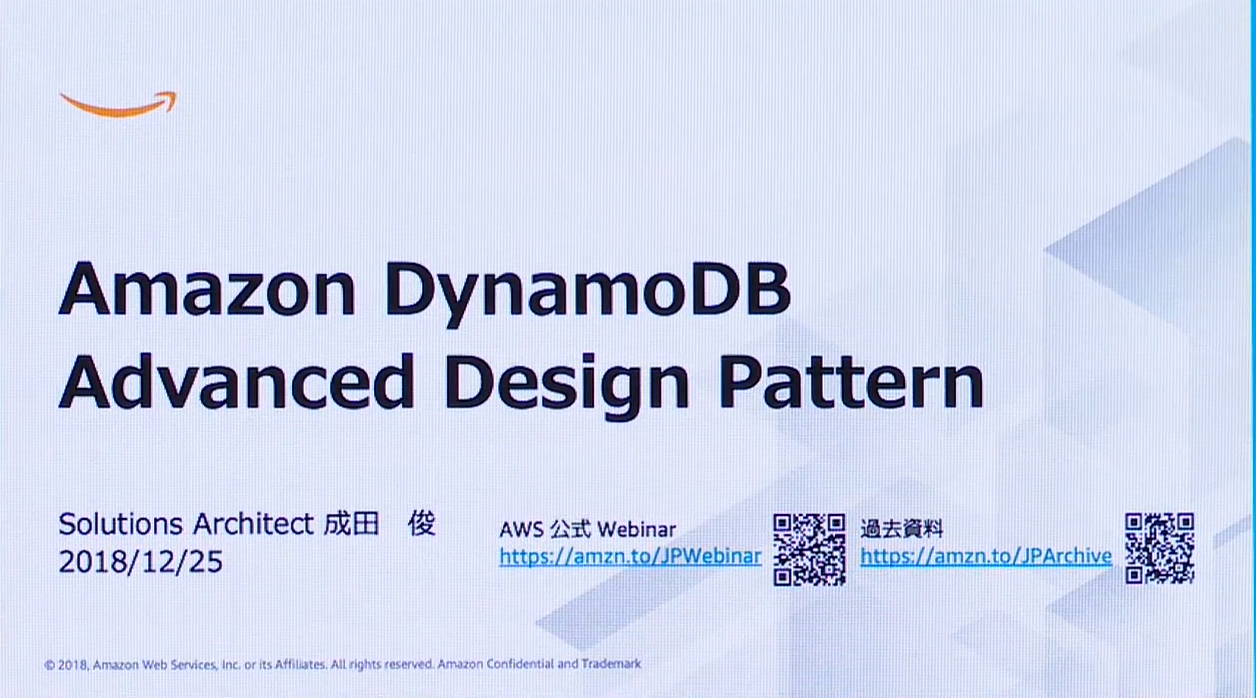 Amazon DynamoDB
Advanced Design Pattern
Solutions Architect 成田　俊
2018/12/25
AWS 公式 Webinar
https://amzn.to/JPWebinar
過去資料
https://amzn.to/JPArchive
© 2018, Amazon Web Services, Inc. or its Affiliates. All rights reserved. Amazon Confidential and Trademark